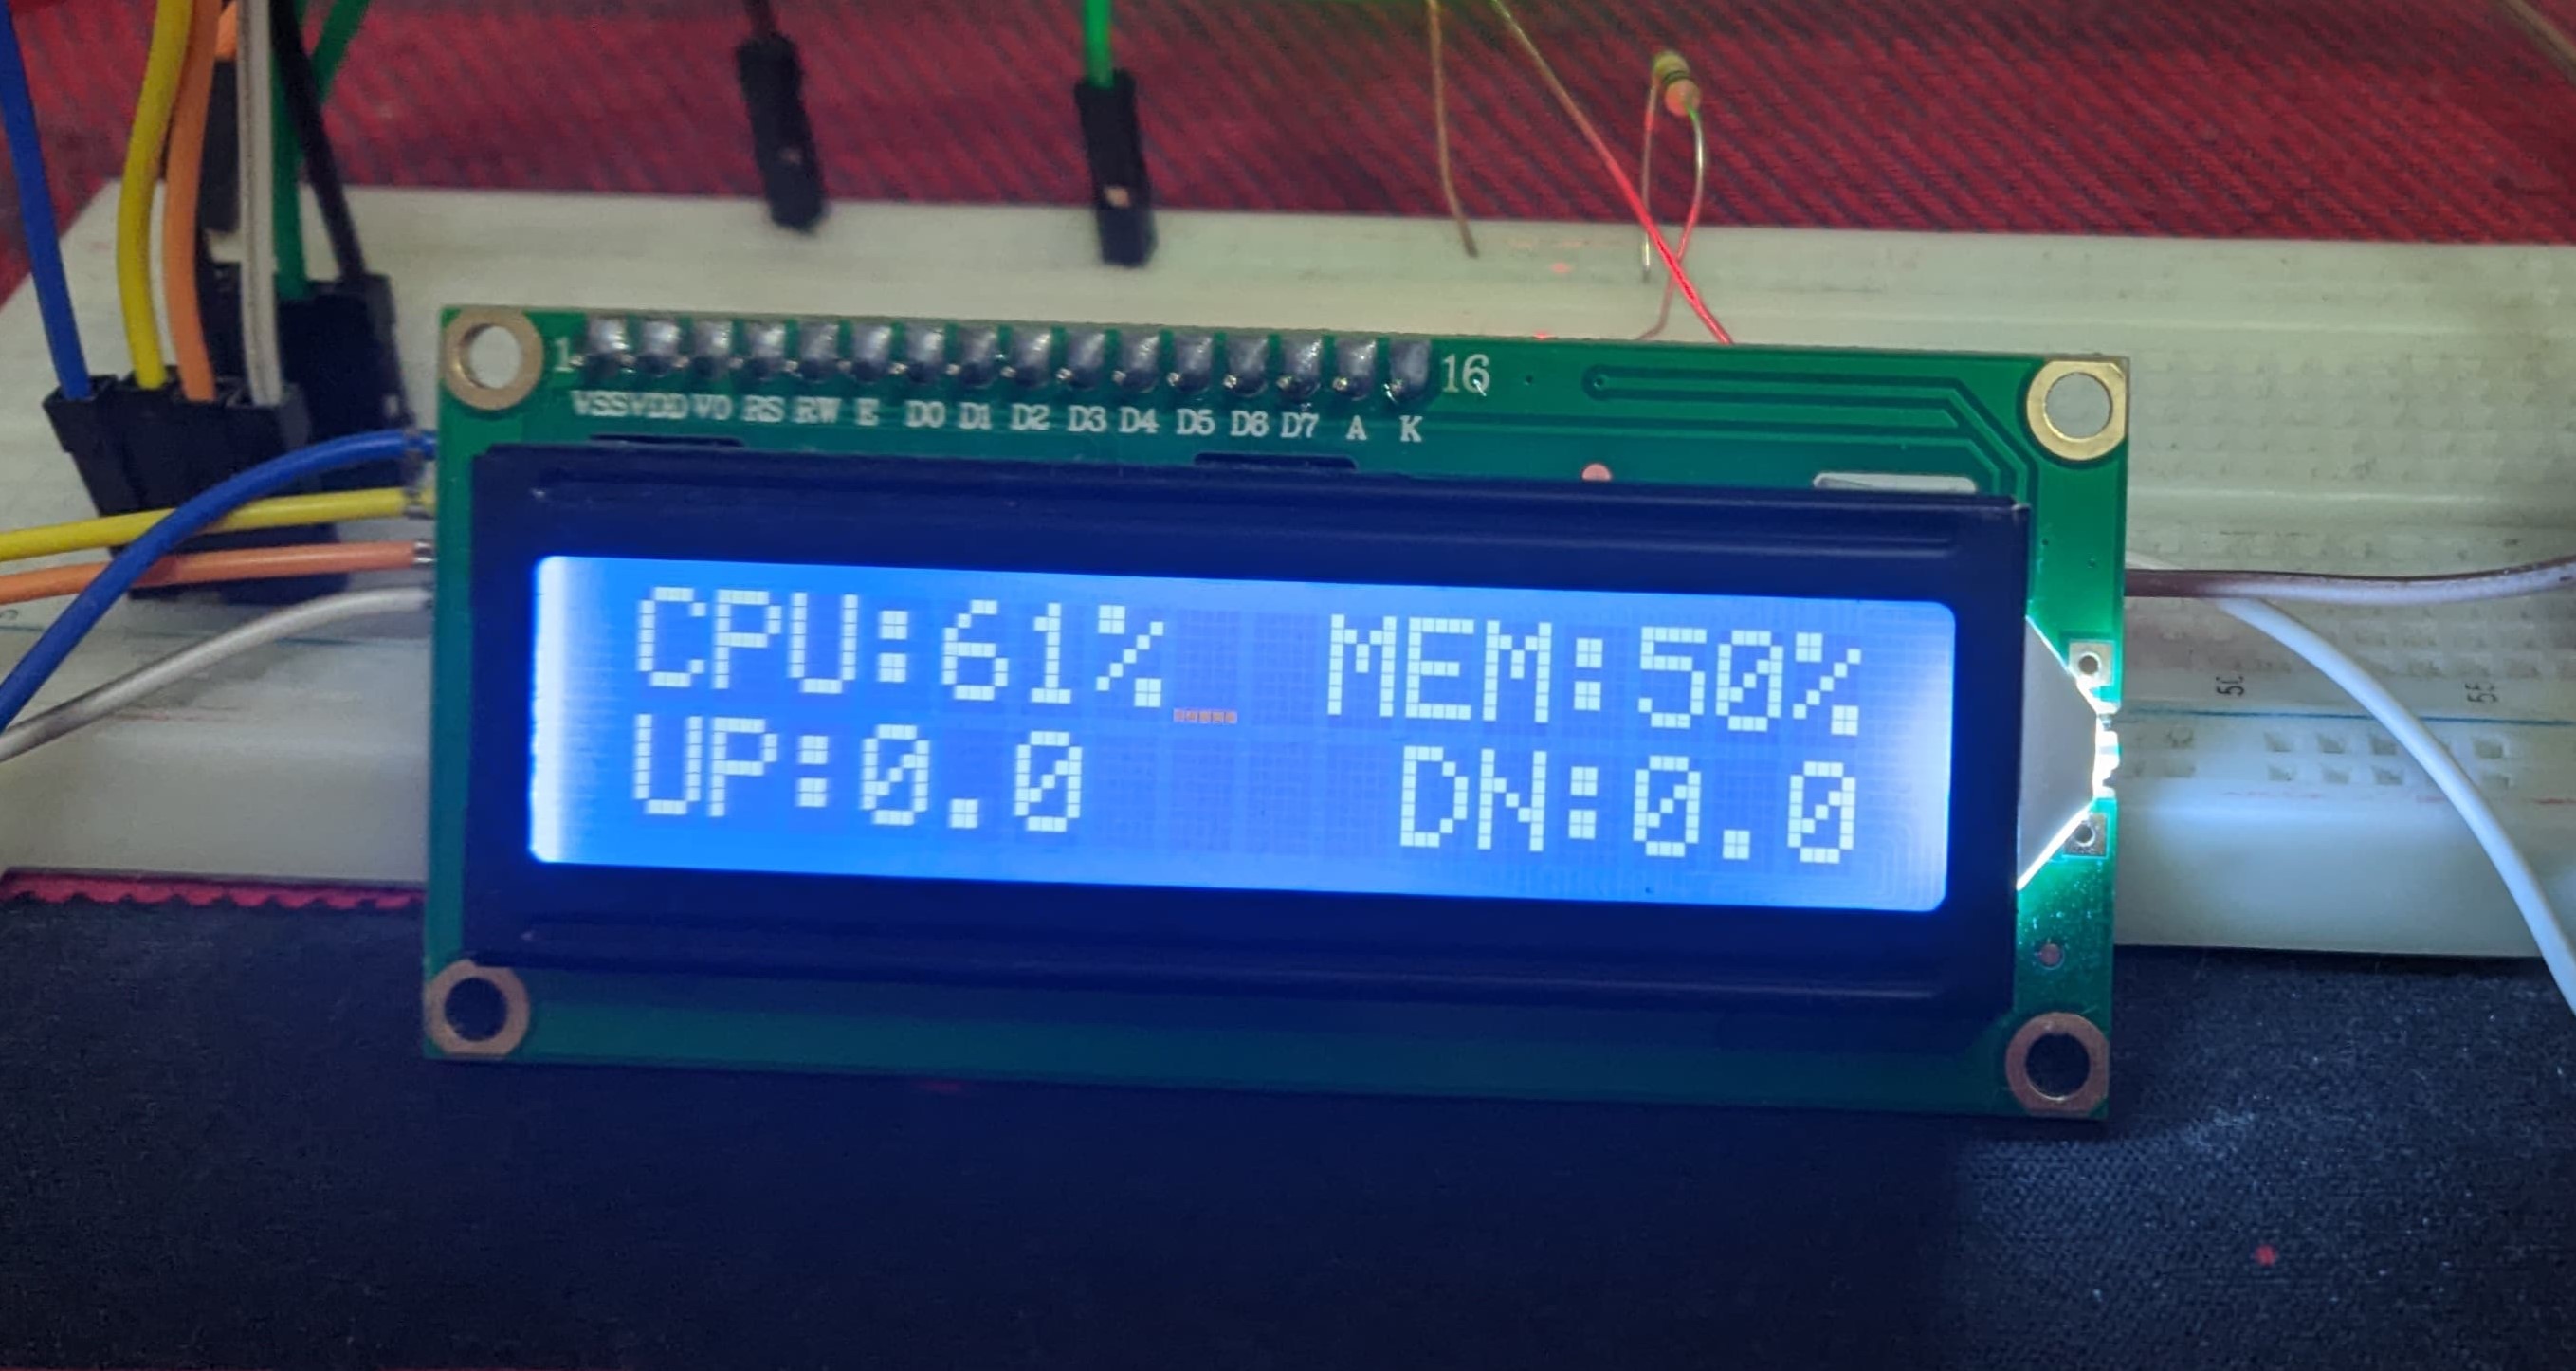 1 16
VSS VDD V0 RS RW E D0 D1 D2 D3 D4 D5 D6 D7 A K
CPU:61% MEM:50%
UP:0.0 DN:0.0
50
55